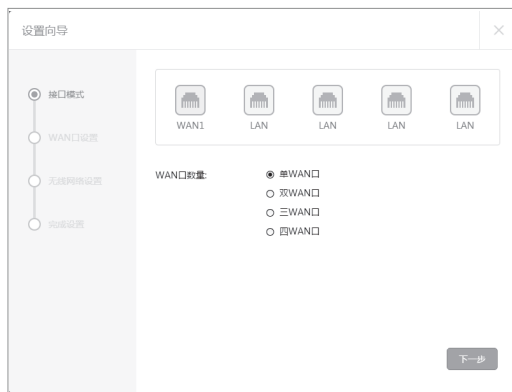 设置向导
接口模式
WAN口设置
无线网络设置
完成设置
WAN1 LAN LAN LAN LAN
WAN口数量:
单WAN口
双WAN口
三WAN口
四WAN口
下一步